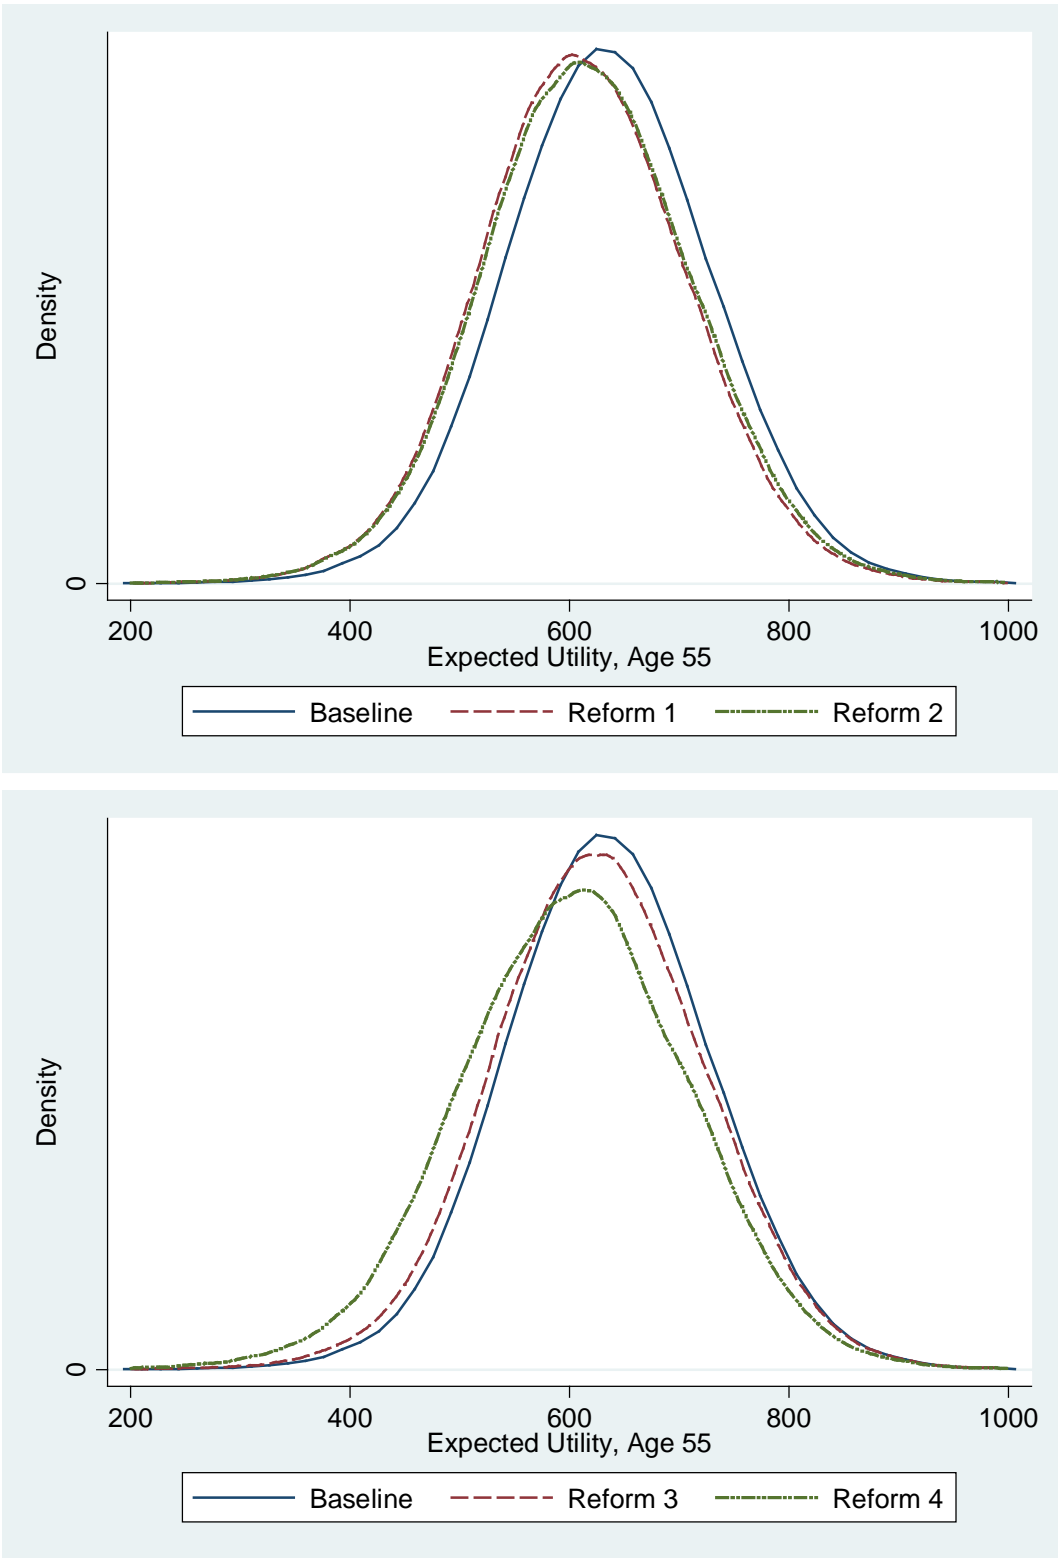 Density
0
200 400 600 800 1000
Expected Utility, Age 55
Baseline Reform 1 Reform 2
Density
0
200 400 600 800 1000
Expected Utility, Age 55
Baseline Reform 3 Reform 4